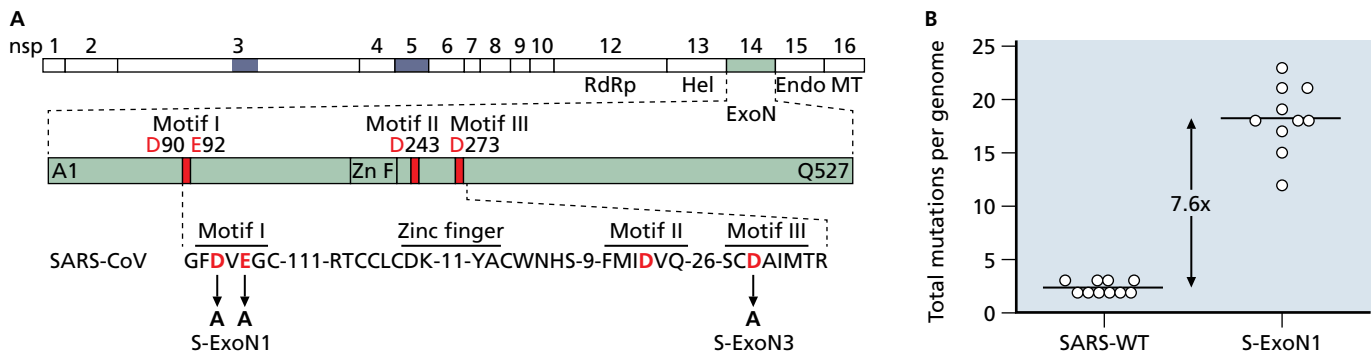 A
nsp 1 2 3 4 5 6 7 8 9 10 12 13 14 15 16
RdRp Hel Endo MT
ExoN
Motif I Motif II Motif III
D90 E92 D243 D273
A1 Zn F Q527
Motif I Zinc finger Motif II Motif III
SARS-CoV GFDVEGC-111-RTCCLCDK-11-YACWNHS-9-FMIDVQ-26-SCDAIMTR
A A A
S-ExoN1 S-ExoN3
B
Total mutations per genome
25
20
15
10
5
0
7.6x
SARS-WT S-ExoN1